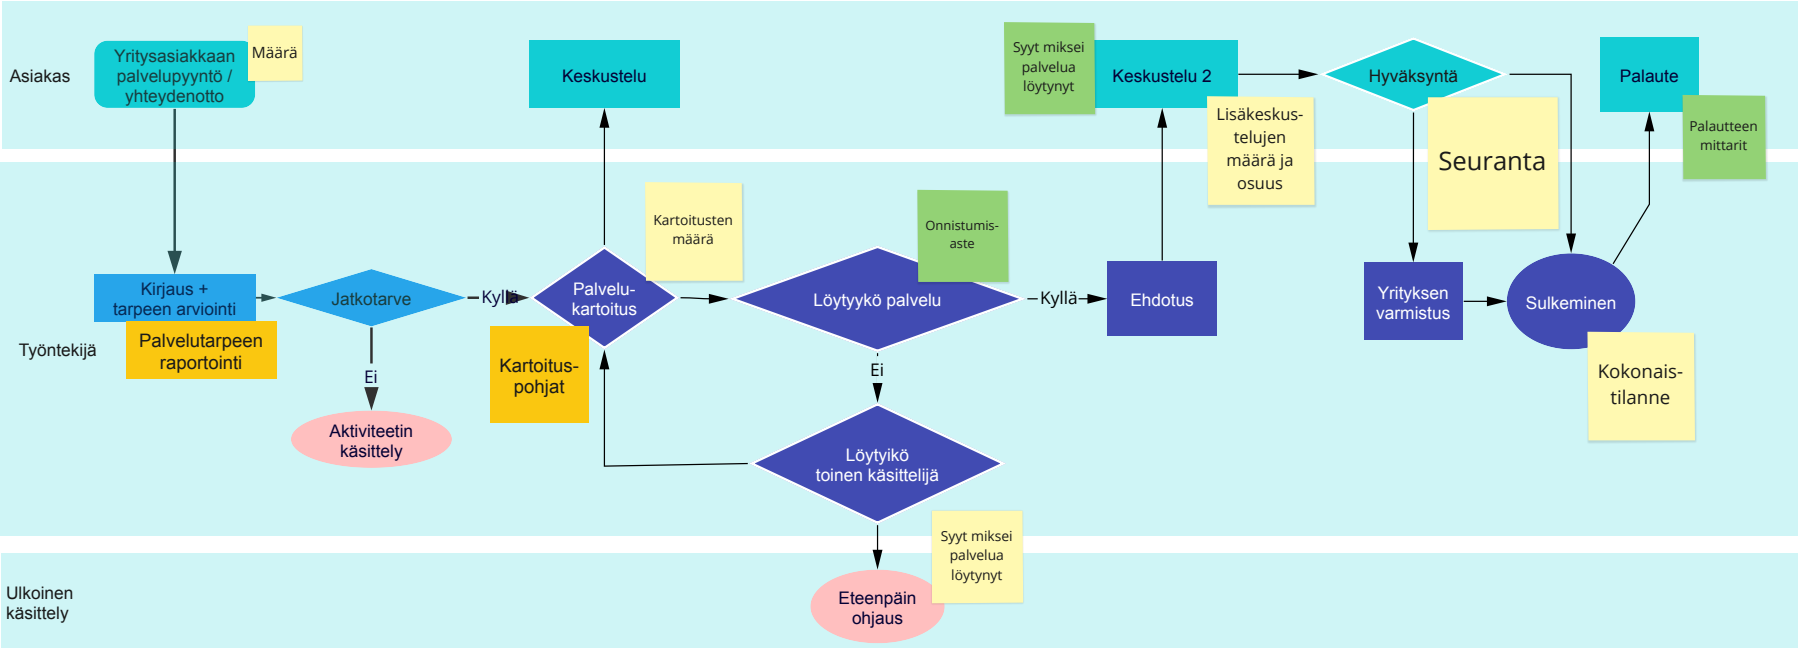 Asiakas
Yritysasiakkaan
palvelupyyntö /
yhteydenotto
Määrä
Keskustelu
Syyt miksei
palvelua
löytynyt
Keskustelu 2
Lisäkeskus-
telujen
määrä ja
osuus
Hyväksyntä
Seuranta
Palaute
Palautteen
mittarit
Työntekijä
Kirjaus +
tarpeen arviointi
Palvelutarpeen
raportointi
Jatkotarve
Kyllä
Ei
Aktiviteetin
käsittely
Palvelu-
kartoitus
Kartoitusten
määrä
Kartoitus-
pohjat
Löytyykö palvelu
Onnistumis-
aste
Kyllä
Ei
Löytyikö
toinen käsittelijä
Ehdotus
Yrityksen
varmistus
Sulkeminen
Kokonais-
tilanne
Ulkoinen
käsittely
Syyt miksei
palvelua
löytynyt
Eteenpäin
ohjaus